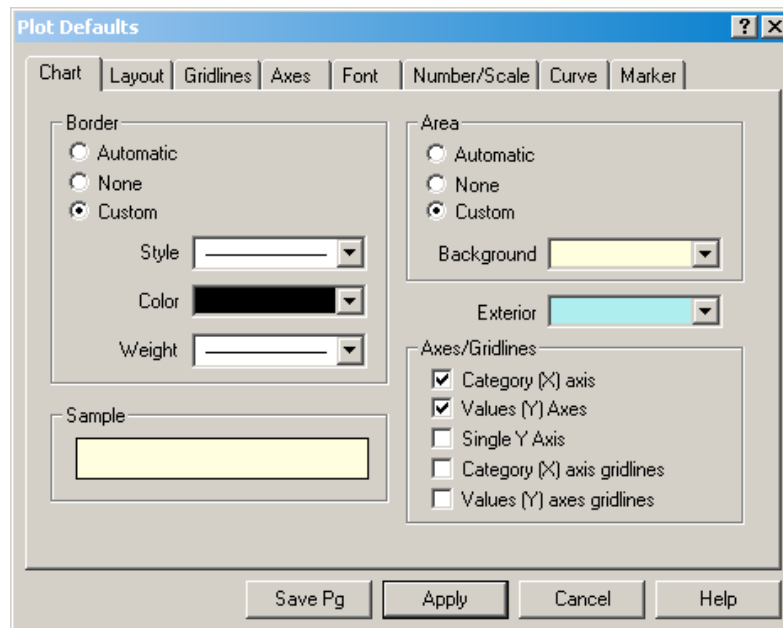 Plot Defaults
Chart
Layout
Gridlines
Axes
Font
Number/Scale
Curve
Marker
Border
Automatic
None
Custom
Style
Color
Weight
Sample
Area
Automatic
None
Custom
Background
Exterior
Axes/Gridlines
Category (X) axis
Values (Y) Axes
Single Y Axis
Category (X) axis gridlines
Values (Y) axes gridlines
Save Pg
Apply
Cancel
Help